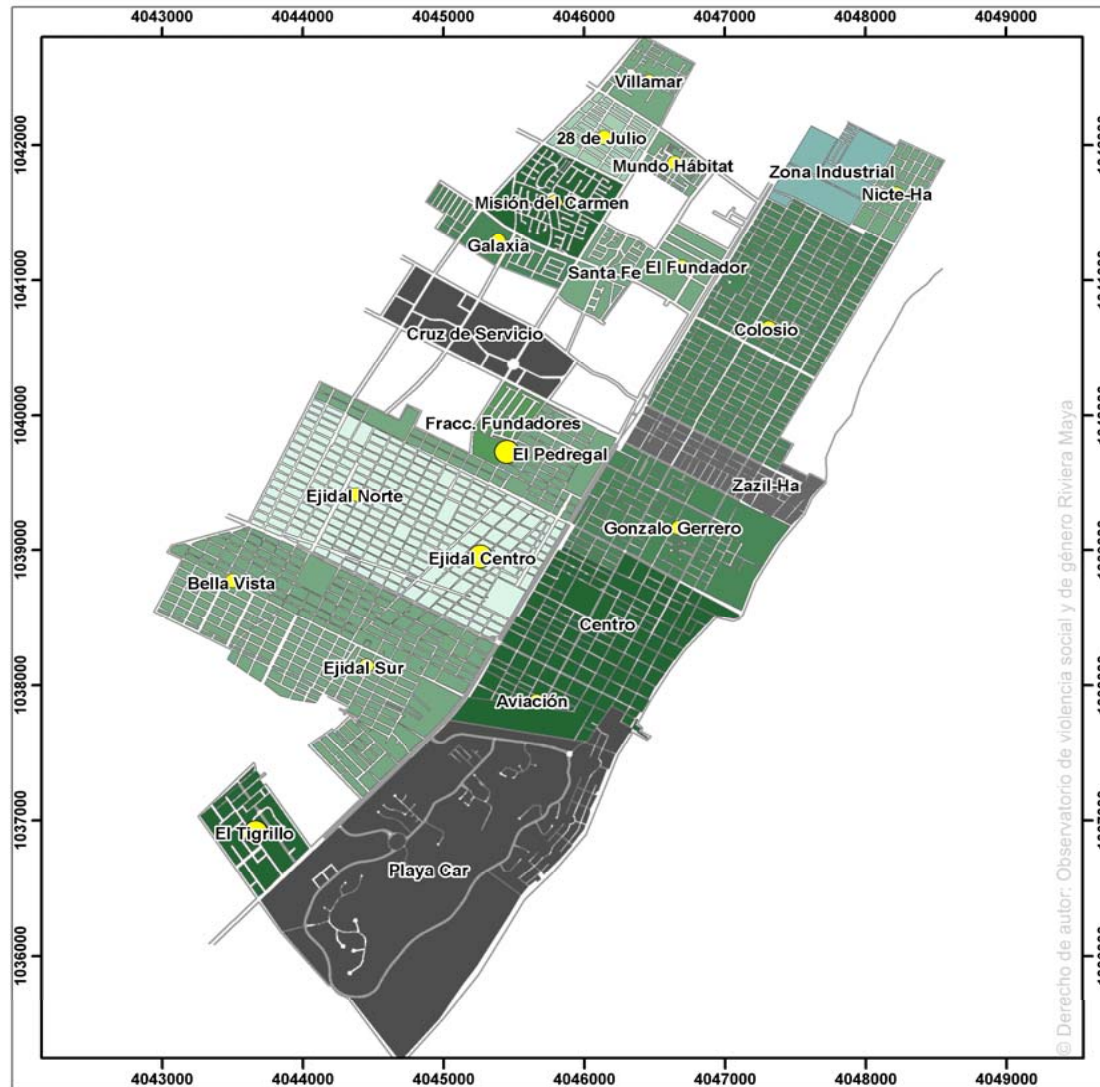 4043000 4044000 4045000 4046000 4047000 4048000 4049000
Villamar
1042000
28 de Julio
Mundo Hábitat
Zona Industrial
Nicte-Ha
Misión del Carmen
Galaxia
Santa Fe
El Fundador
1041000
Colosio
Cruz de Servicio
1040000
Fracc. Fundadores
El Pedregal
Zazil-Ha
Ejidal Norte
Gonzalo Gerrero
1039000
Ejidal Centro
Bella Vista
Centro
Ejidal Sur
1038000
Aviación
1037000
El Tigrillo
Playa Car
1036000
© Derecho de autor: Observatorio de violencia social y de género Riviera Maya
4043000 4044000 4045000 4046000 4047000 4048000 4049000